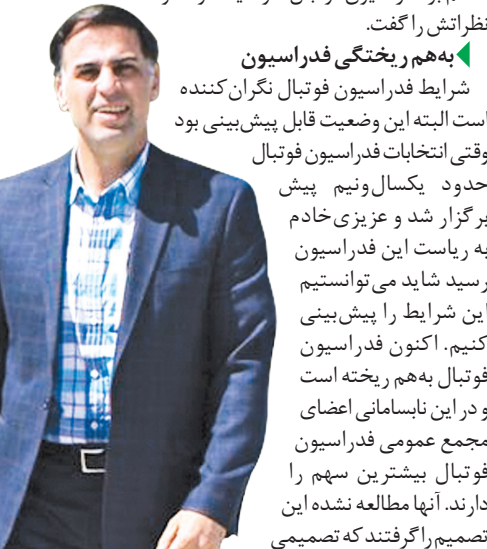 نظراتش را گفت.
به‌هم ریختگی فدراسیون
شرایط فدراسیون فوتبال نگران‌کننده
است البته این وضعیت قابل پیش‌بینی بود
وقتی انتخابات فدراسیون فوتبال
حدود یکسال‌ونیم پیش
برگزار شد و عزیزی‌خادم
به ریاست این فدراسیون
رسید شاید می‌توانستیم
این شرایط را پیش‌بینی
کنیم. اکنون فدراسیون
فوتبال به‌هم ریخته است
و در این نابسامانی اعضای
مجمع عمومی فدراسیون
فوتبال بیشترین سهم را
دارند. آنها مطالعه نشده این
تصمیم را گرفتند که تصمیمی